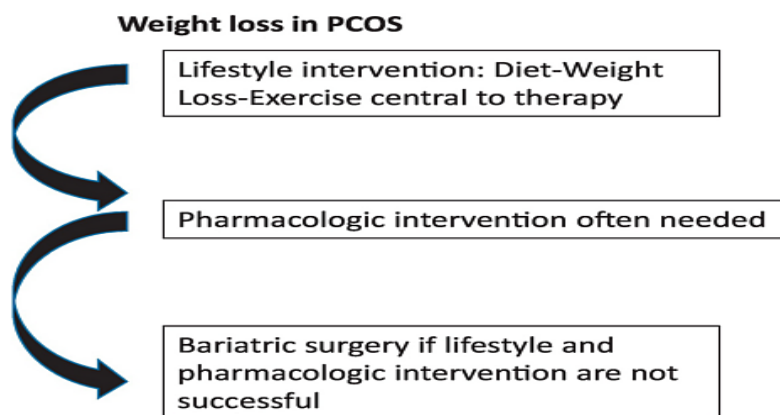 Weight loss in PCOS
Lifestyle intervention: Diet-Weight
Loss-Exercise central to therapy
Pharmacologic intervention often needed
Bariatric surgery if lifestyle and
pharmacologic intervention are not
successful